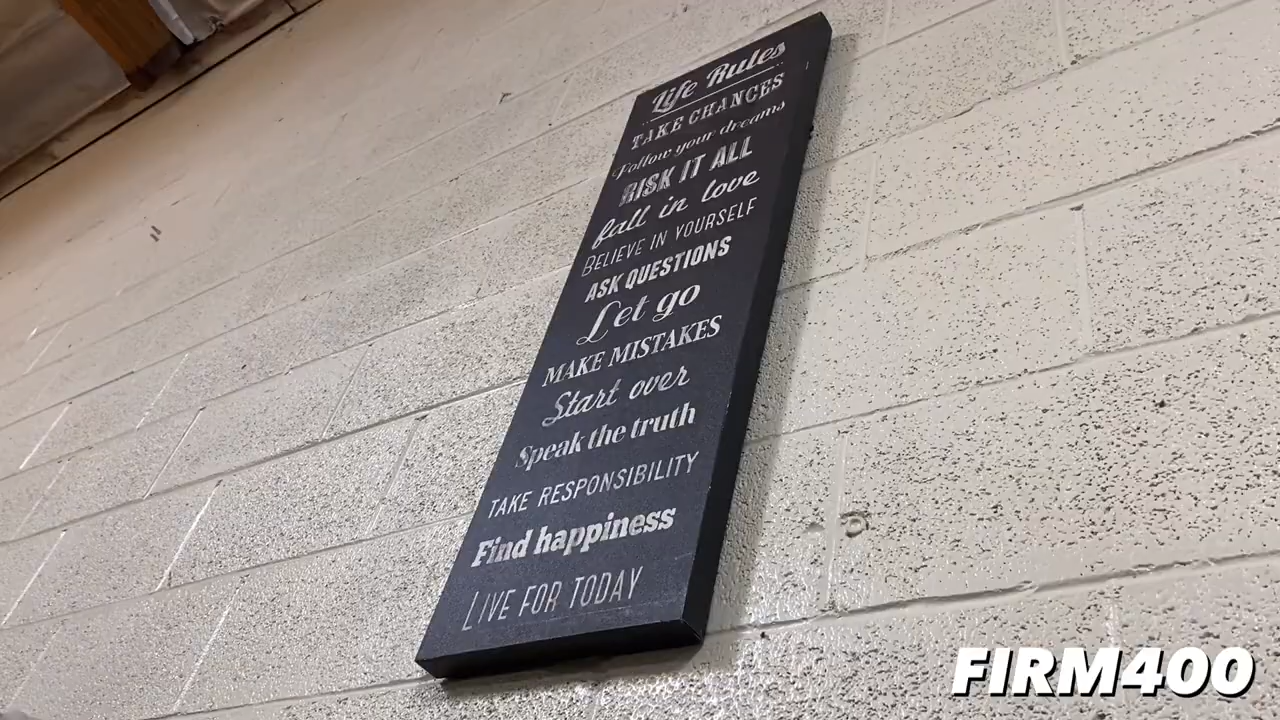 Life Rules
TAKE CHANCES
Follow your dreams
RISK IT ALL
fall in love
BELIEVE IN YOURSELF
ASK QUESTIONS
Let go
MAKE MISTAKES
Start over
Speak the truth
TAKE RESPONSIBILITY
Find happiness
LIVE FOR TODAY
FIRM400